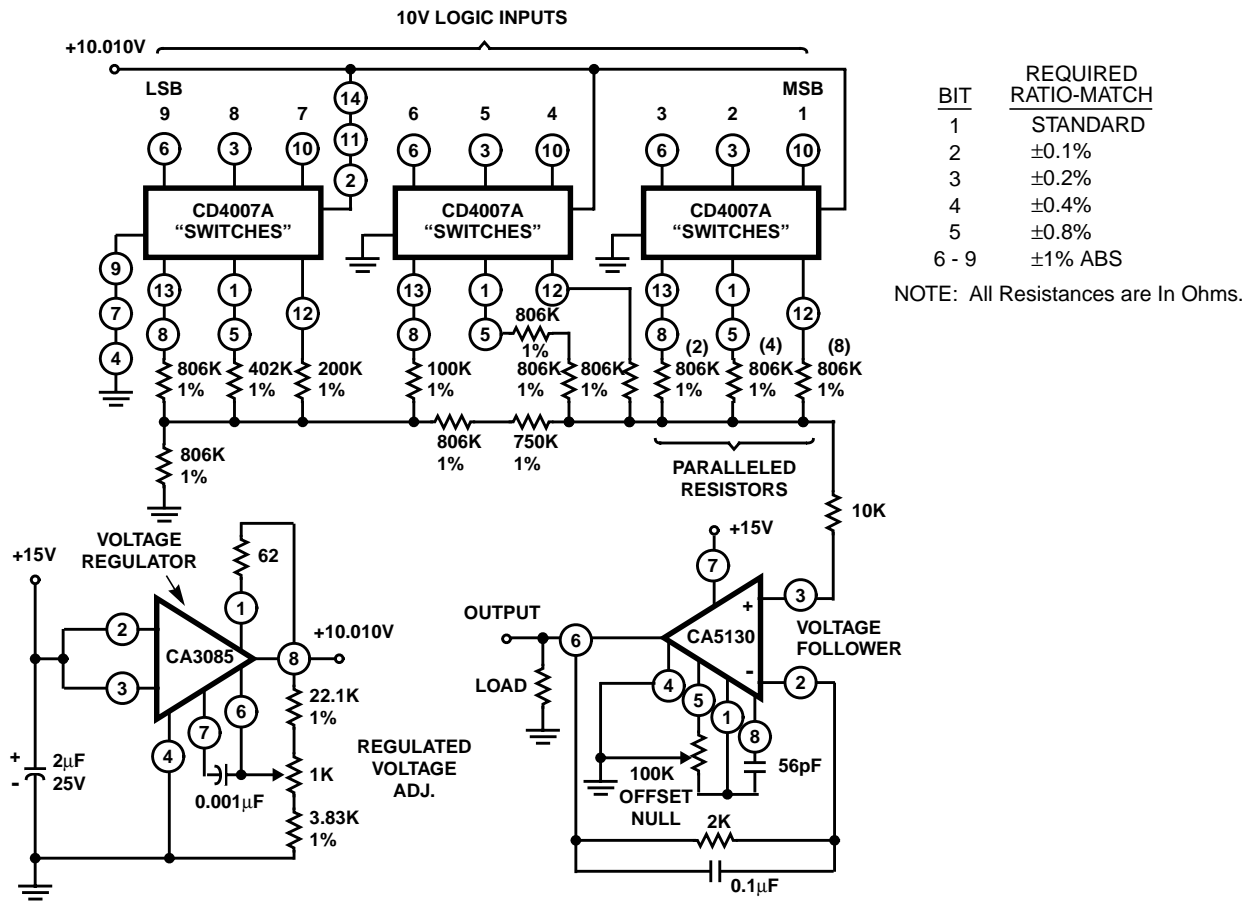 10V LOGIC INPUTS
+10.010V
LSB
MSB
9 8 7 6 5 4 3 2 1
14
11
2
6 3 10 6 3 10 6 3 10
CD4007A
“SWITCHES”
CD4007A
“SWITCHES”
CD4007A
“SWITCHES”
9
7
4
13 1 12 13 1 12 13 1 12
8 5 8 5 8 5
806K
1%
402K
1%
200K
1%
100K
1%
806K
1%
806K
1%
806K
1%
(2)
806K
1%
(4)
806K
1%
(8)
806K
1%
806K
1%
750K
1%
806K
1%
PARALLELED
RESISTORS
10K
BIT
REQUIRED
RATIO-MATCH
1 STANDARD
2 ±0.1%
3 ±0.2%
4 ±0.4%
5 ±0.8%
6 - 9 ±1% ABS
NOTE: All Resistances are In Ohms.
VOLTAGE
REGULATOR
+15V
62
1
2
3
CA3085
8
+10.010V
6
7
4
22.1K
1%
1K
3.83K
1%
REGULATED
VOLTAGE
ADJ.
0.001μF
+
-
2μF
25V
+15V
7
OUTPUT
6
CA5130
+
-
3
2
VOLTAGE
FOLLOWER
LOAD
4
5
1
8
56pF
100K
OFFSET
NULL
2K
0.1μF